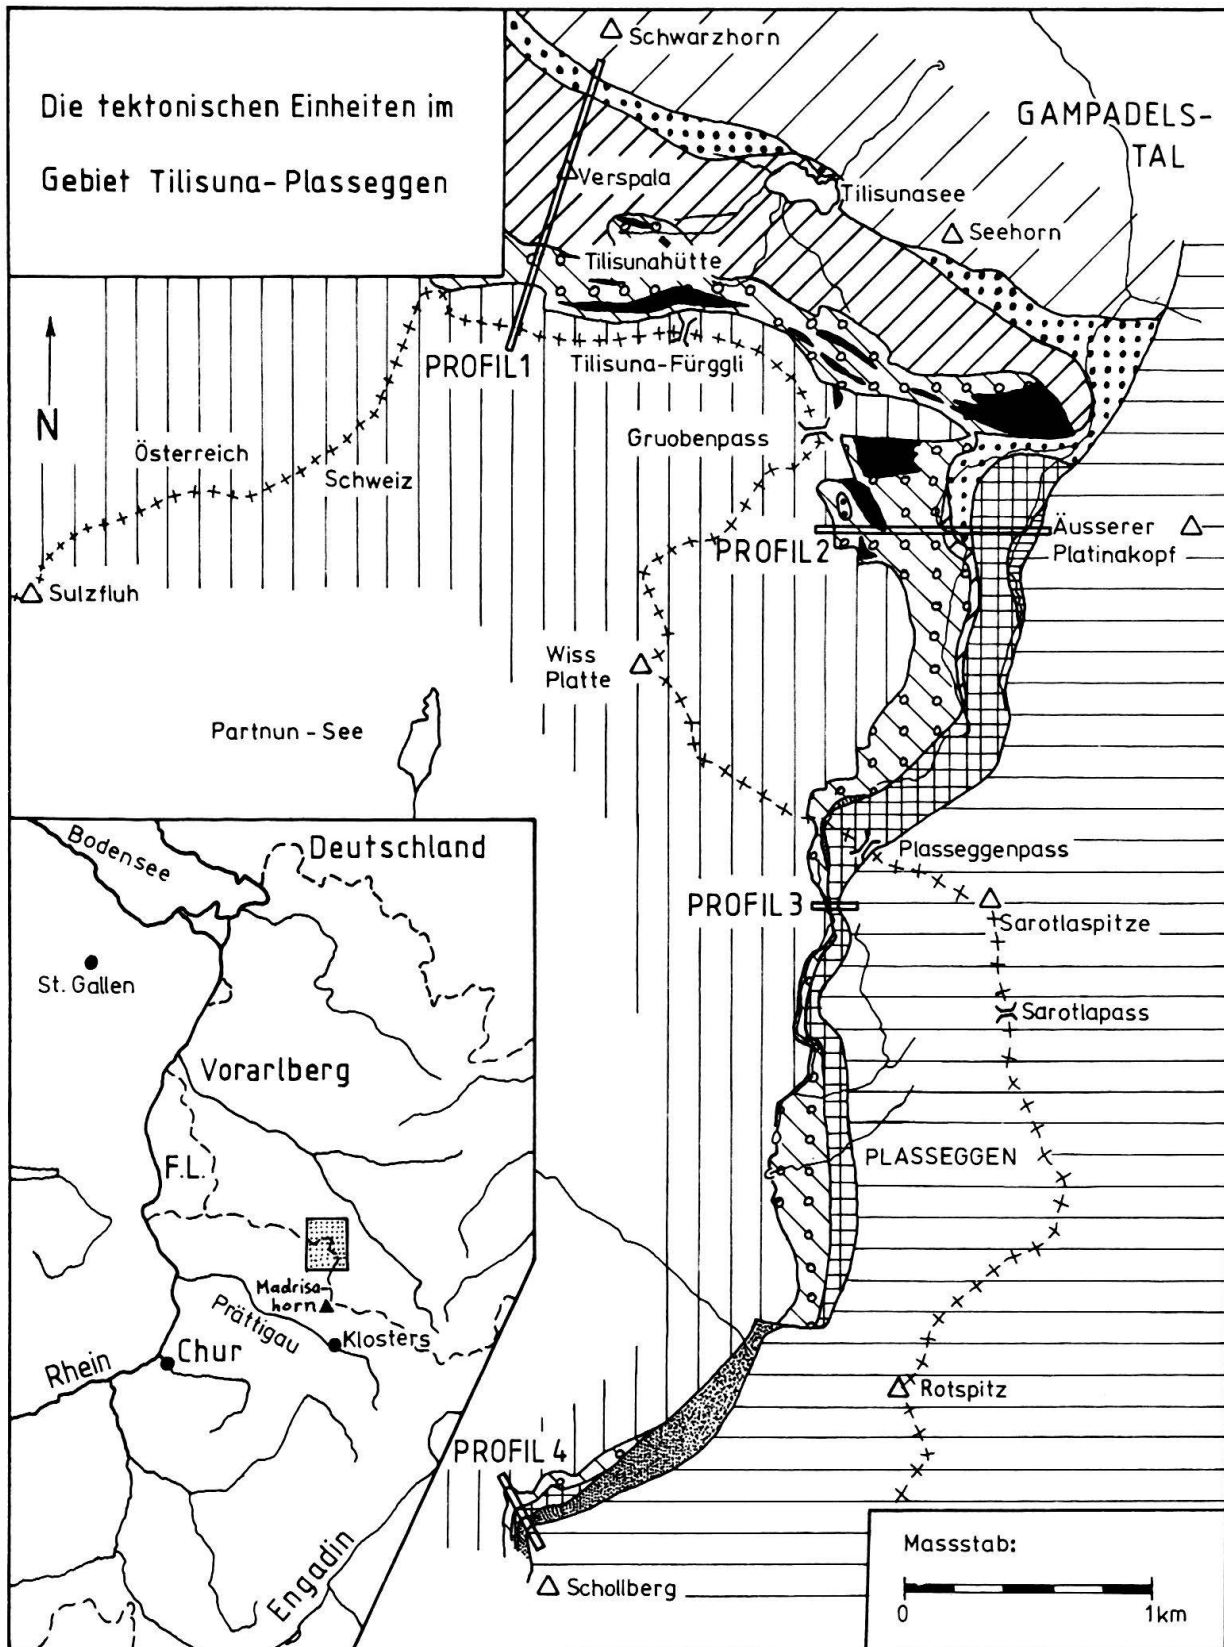 Die tektonischen Einheiten im
Gebiet Tilisuna-Plasseggen
Schwarzhorn
GAMPADELS-
TAL
Verspala
Tilisunasee
Seehorn
Tilisunahütte
PROFIL 1
Tilisuna-Fürggli
N
Gruobenpass
Österreich
Schweiz
Äusserer
Platinakopf
PROFIL 2
Sulzfluh
Wiss
Platte
Partnun - See
Plasseggenpass
PROFIL 3
Sarotlaspitze
Sarotlapass
PLASSEGGEN
Rotspitz
PROFIL 4
Schollberg
Bodensee
Deutschland
St. Gallen
Vorarlberg
F.L.
Madrisa-
horn
Prättigau
Klosters
Chur
Rhein
Engadin
Massstab:
0
1km